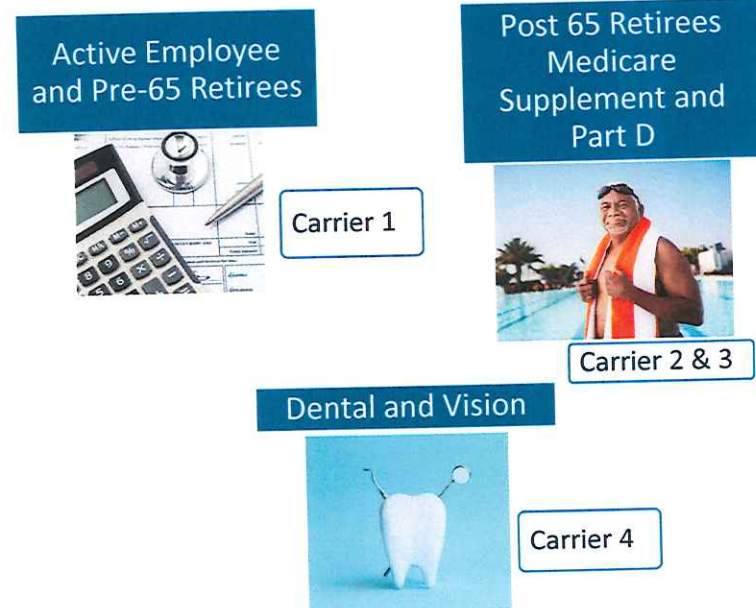 Active Employee
and Pre-65 Retirees
Carrier 1
Post 65 Retirees
Medicare
Supplement and
Part D
Carrier 2 & 3
Dental and Vision
Carrier 4